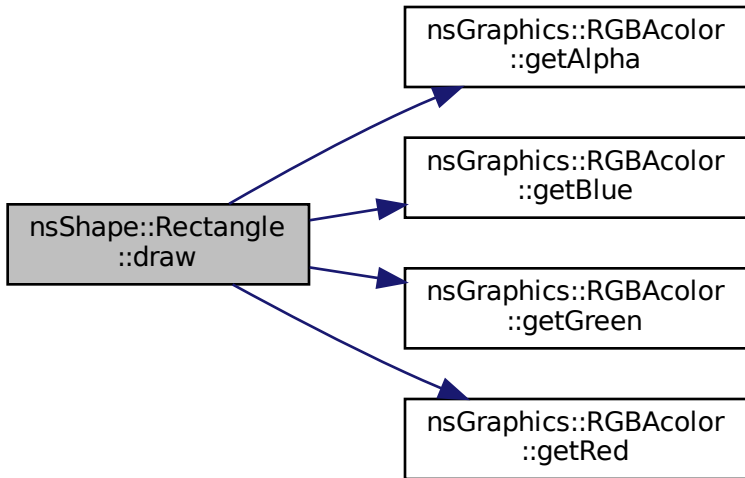 nsGraphics::RGBAcolor
::getAlpha
nsGraphics::RGBAcolor
::getBlue
nsShape::Rectangle
::draw
nsGraphics::RGBAcolor
::getGreen
nsGraphics::RGBAcolor
::getRed